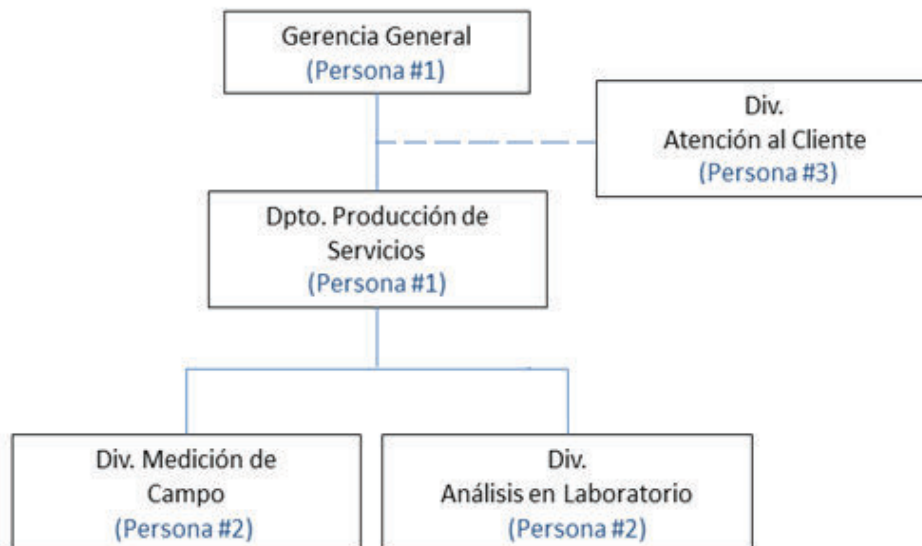 Gerencia General
(Persona #1)
Div.
Atención al Cliente
(Persona #3)
Dpto. Producción de
Servicios
(Persona #1)
Div. Medición de
Campo
(Persona #2)
Div.
Análisis en Laboratorio
(Persona #2)